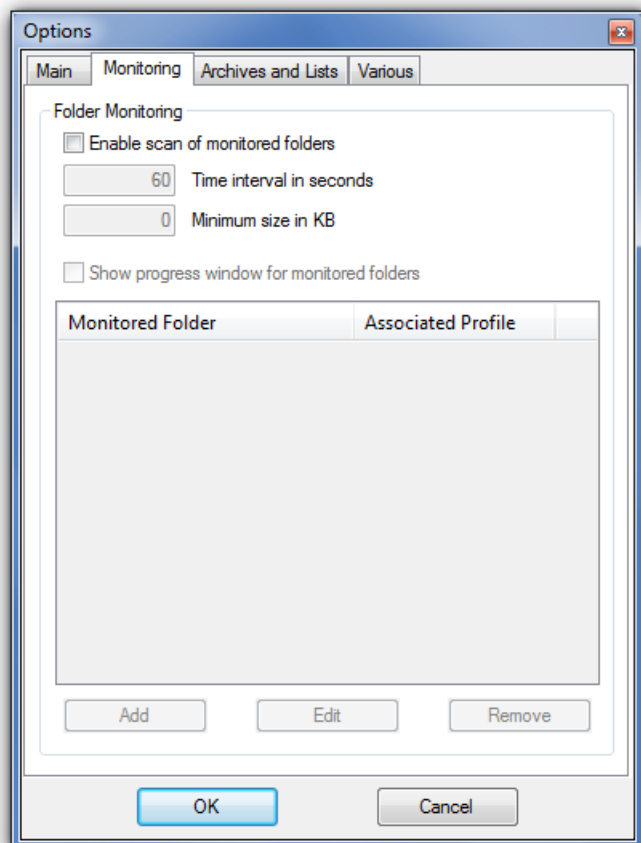 Options
Main Monitoring Archives and Lists Various
Folder Monitoring
Enable scan of monitored folders
60 Time interval in seconds
0 Minimum size in KB
Show progress window for monitored folders
Monitored Folder Associated Profile
Add Edit Remove
OK Cancel